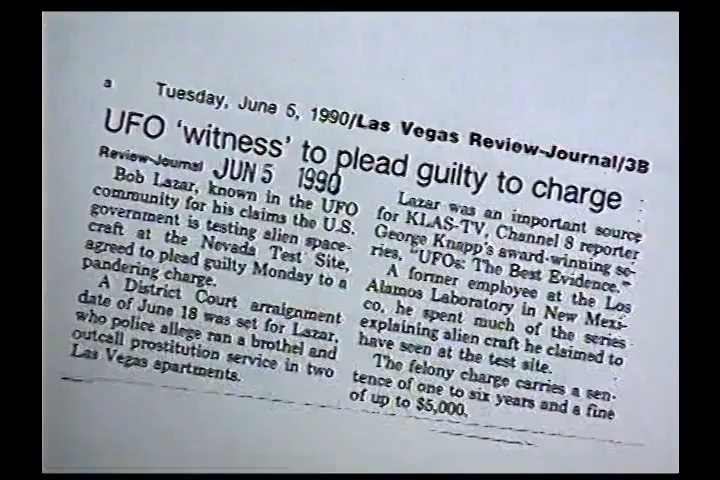 a
Tuesday, June 5, 1990/Las Vegas Review-Journal/3B
UFO 'witness' to plead guilty to charge
Review-Journal
JUN 5 1990
Bob Lazar, known in the UFO
community for his claims the U.S.
government is testing alien space-
craft at the Nevada Test Site,
agreed to plead guilty Monday to a
pandering charge.
A District Court arraignment
date of June 18 was set for Lazar,
who police allege ran a brothel and
outcall prostitution service in two
Las Vegas apartments.
Lazar was an important source
for KLAS-TV, Channel 8 reporter
George Knapp's award-winning se-
ries, "UFOs: The Best Evidence."
A former employee at the Los
Alamos Laboratory in New Mexi-
co, he spent much of the series
explaining alien craft he claimed to
have seen at the test site.
The felony charge carries a sen-
tence of one to six years and a fine
of up to $5,000.